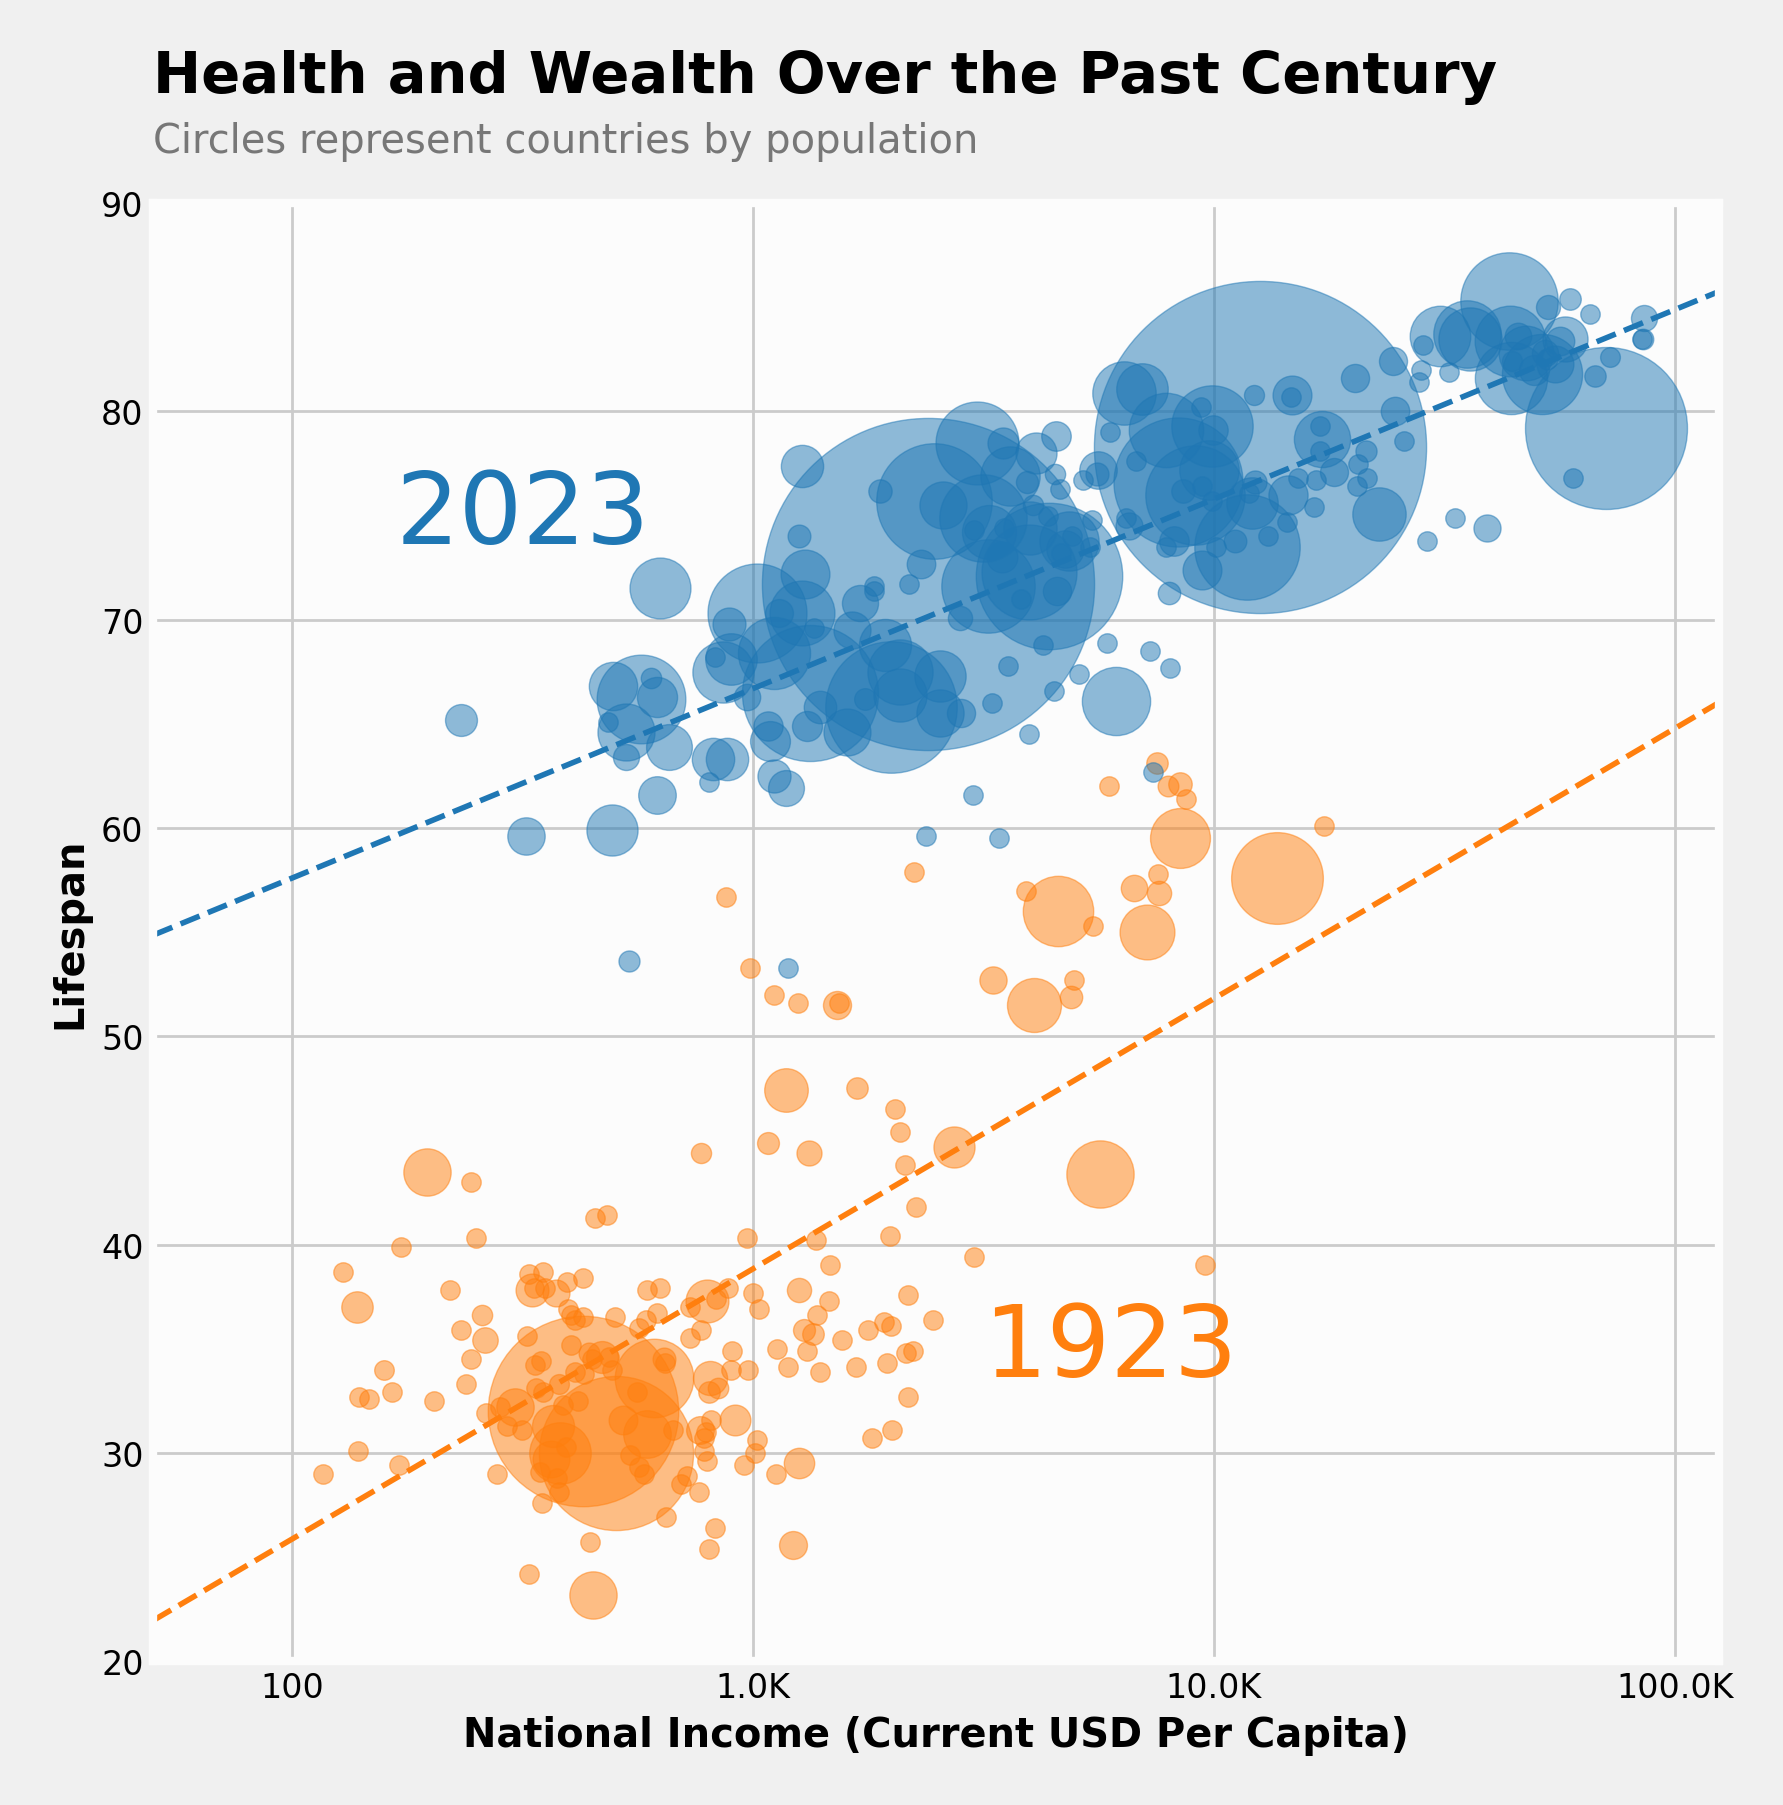 Health and Wealth Over the Past Century
Circles represent countries by population
90
80
70
60
50
40
30
20
Lifespan
2023
1923
100
1.0K
10.0K
100.0K
National Income (Current USD Per Capita)